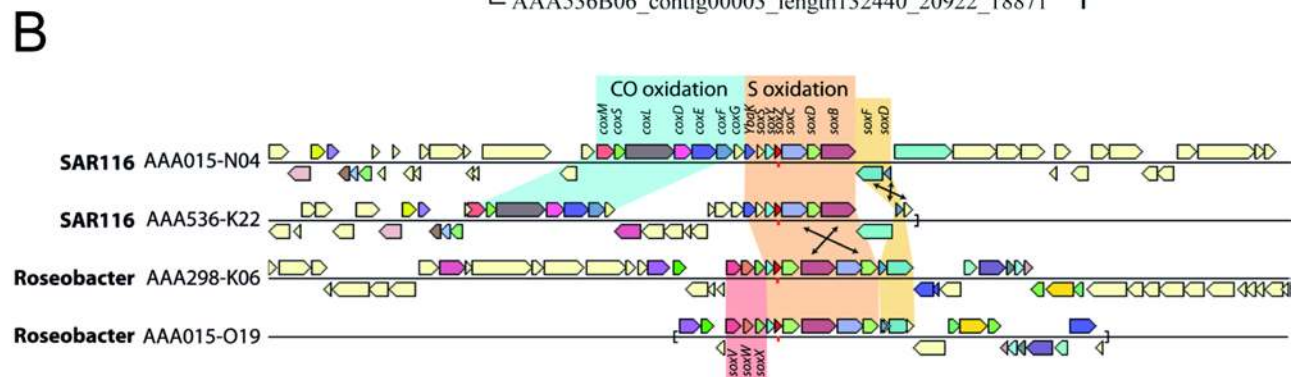 AAA536B06_contig00003_length132440_20922_18871
B
CO oxidation S oxidation
coxM coxS coxL coxD coxE coxF coxG YbaK soxS soxY soxZ soxC soxD soxB soxF soxD
SAR116 AAA015-N04
SAR116 AAA536-K22
Roseobacter AAA298-K06
Roseobacter AAA015-O19
soxV soxW soxX